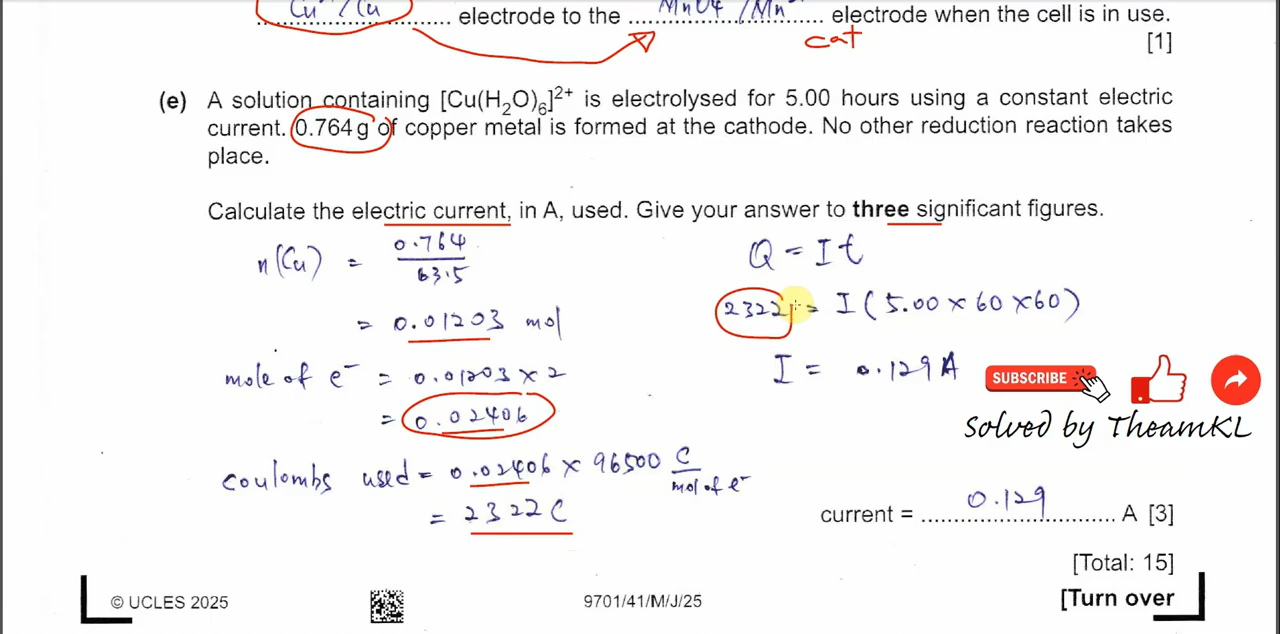 Cu²⁺/Cu electrode to the MnO₄⁻/Mn²⁺ electrode when the cell is in use.
cat
[1]
(e) A solution containing [Cu(H₂O)₆]²⁺ is electrolysed for 5.00 hours using a constant electric
current. 0.764 g of copper metal is formed at the cathode. No other reduction reaction takes
place.
Calculate the electric current, in A, used. Give your answer to three significant figures.
n(Cu) = 0.764 / 63.5
= 0.01203 mol
mole of e⁻ = 0.01203 × 2
= 0.02406
coulombs used = 0.02406 × 96500 C / mol of e⁻
= 2322 C
Q = I t
2322 = I (5.00 × 60 × 60)
I = 0.129 A
SUBSCRIBE
Solved by TheamKL
current = 0.129 A [3]
[Total: 15]
© UCLES 2025
9701/41/M/J/25
[Turn over